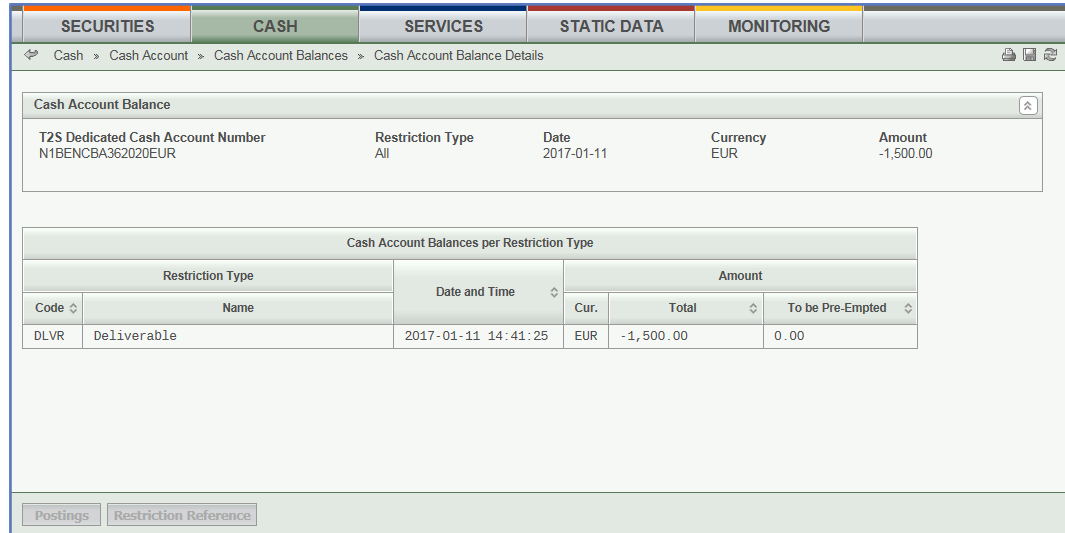 SECURITIES CASH SERVICES STATIC DATA MONITORING
Cash » Cash Account » Cash Account Balances » Cash Account Balance Details
Cash Account Balance
T2S Dedicated Cash Account Number Restriction Type Date Currency Amount
N1BENCBA362020EUR All 2017-01-11 EUR -1,500.00
Cash Account Balances per Restriction Type
Restriction Type Date and Time Amount
Code Name Cur. Total To be Pre-Empted
DLVR Deliverable 2017-01-11 14:41:25 EUR -1,500.00 0.00
Postings Restriction Reference